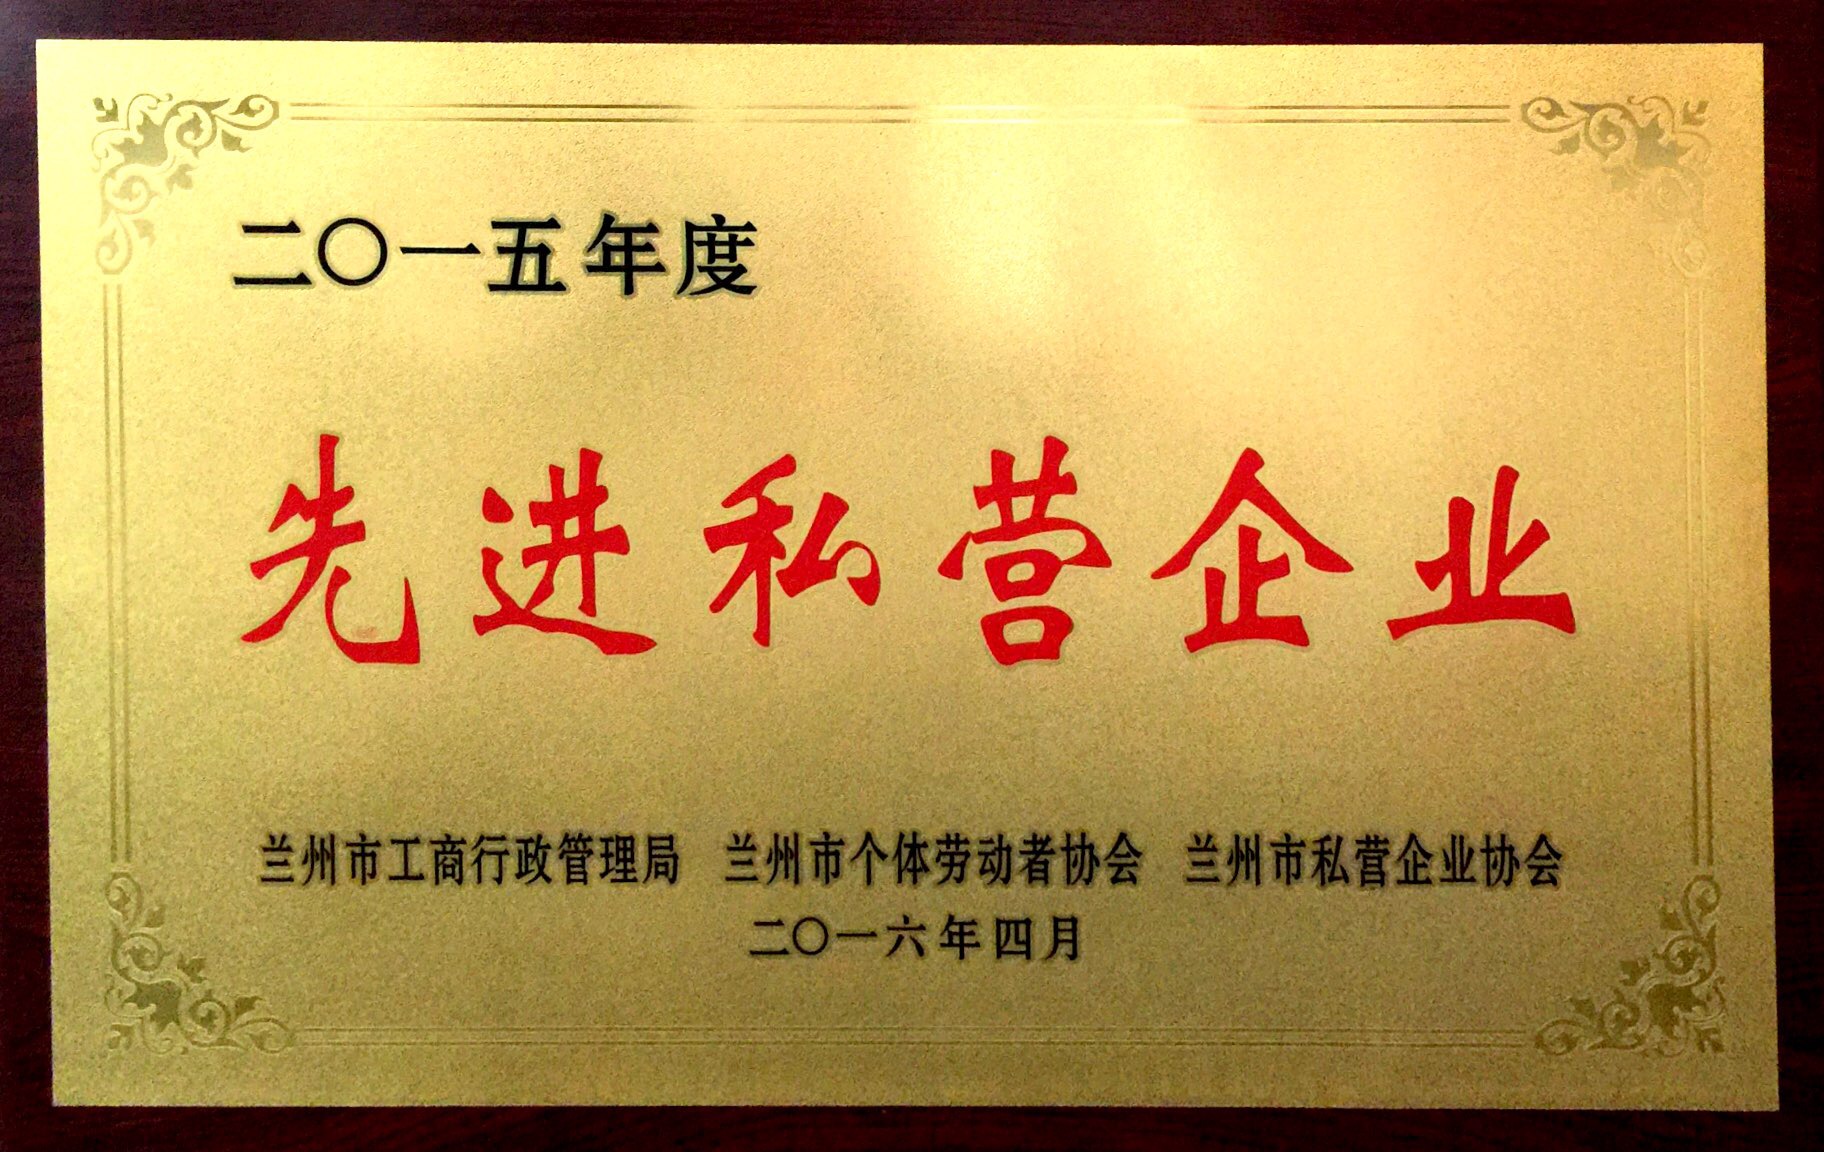 二〇一五年度
先进私营企业
兰州市工商行政管理局 兰州市个体劳动者协会 兰州市私营企业协会
二〇一六年四月